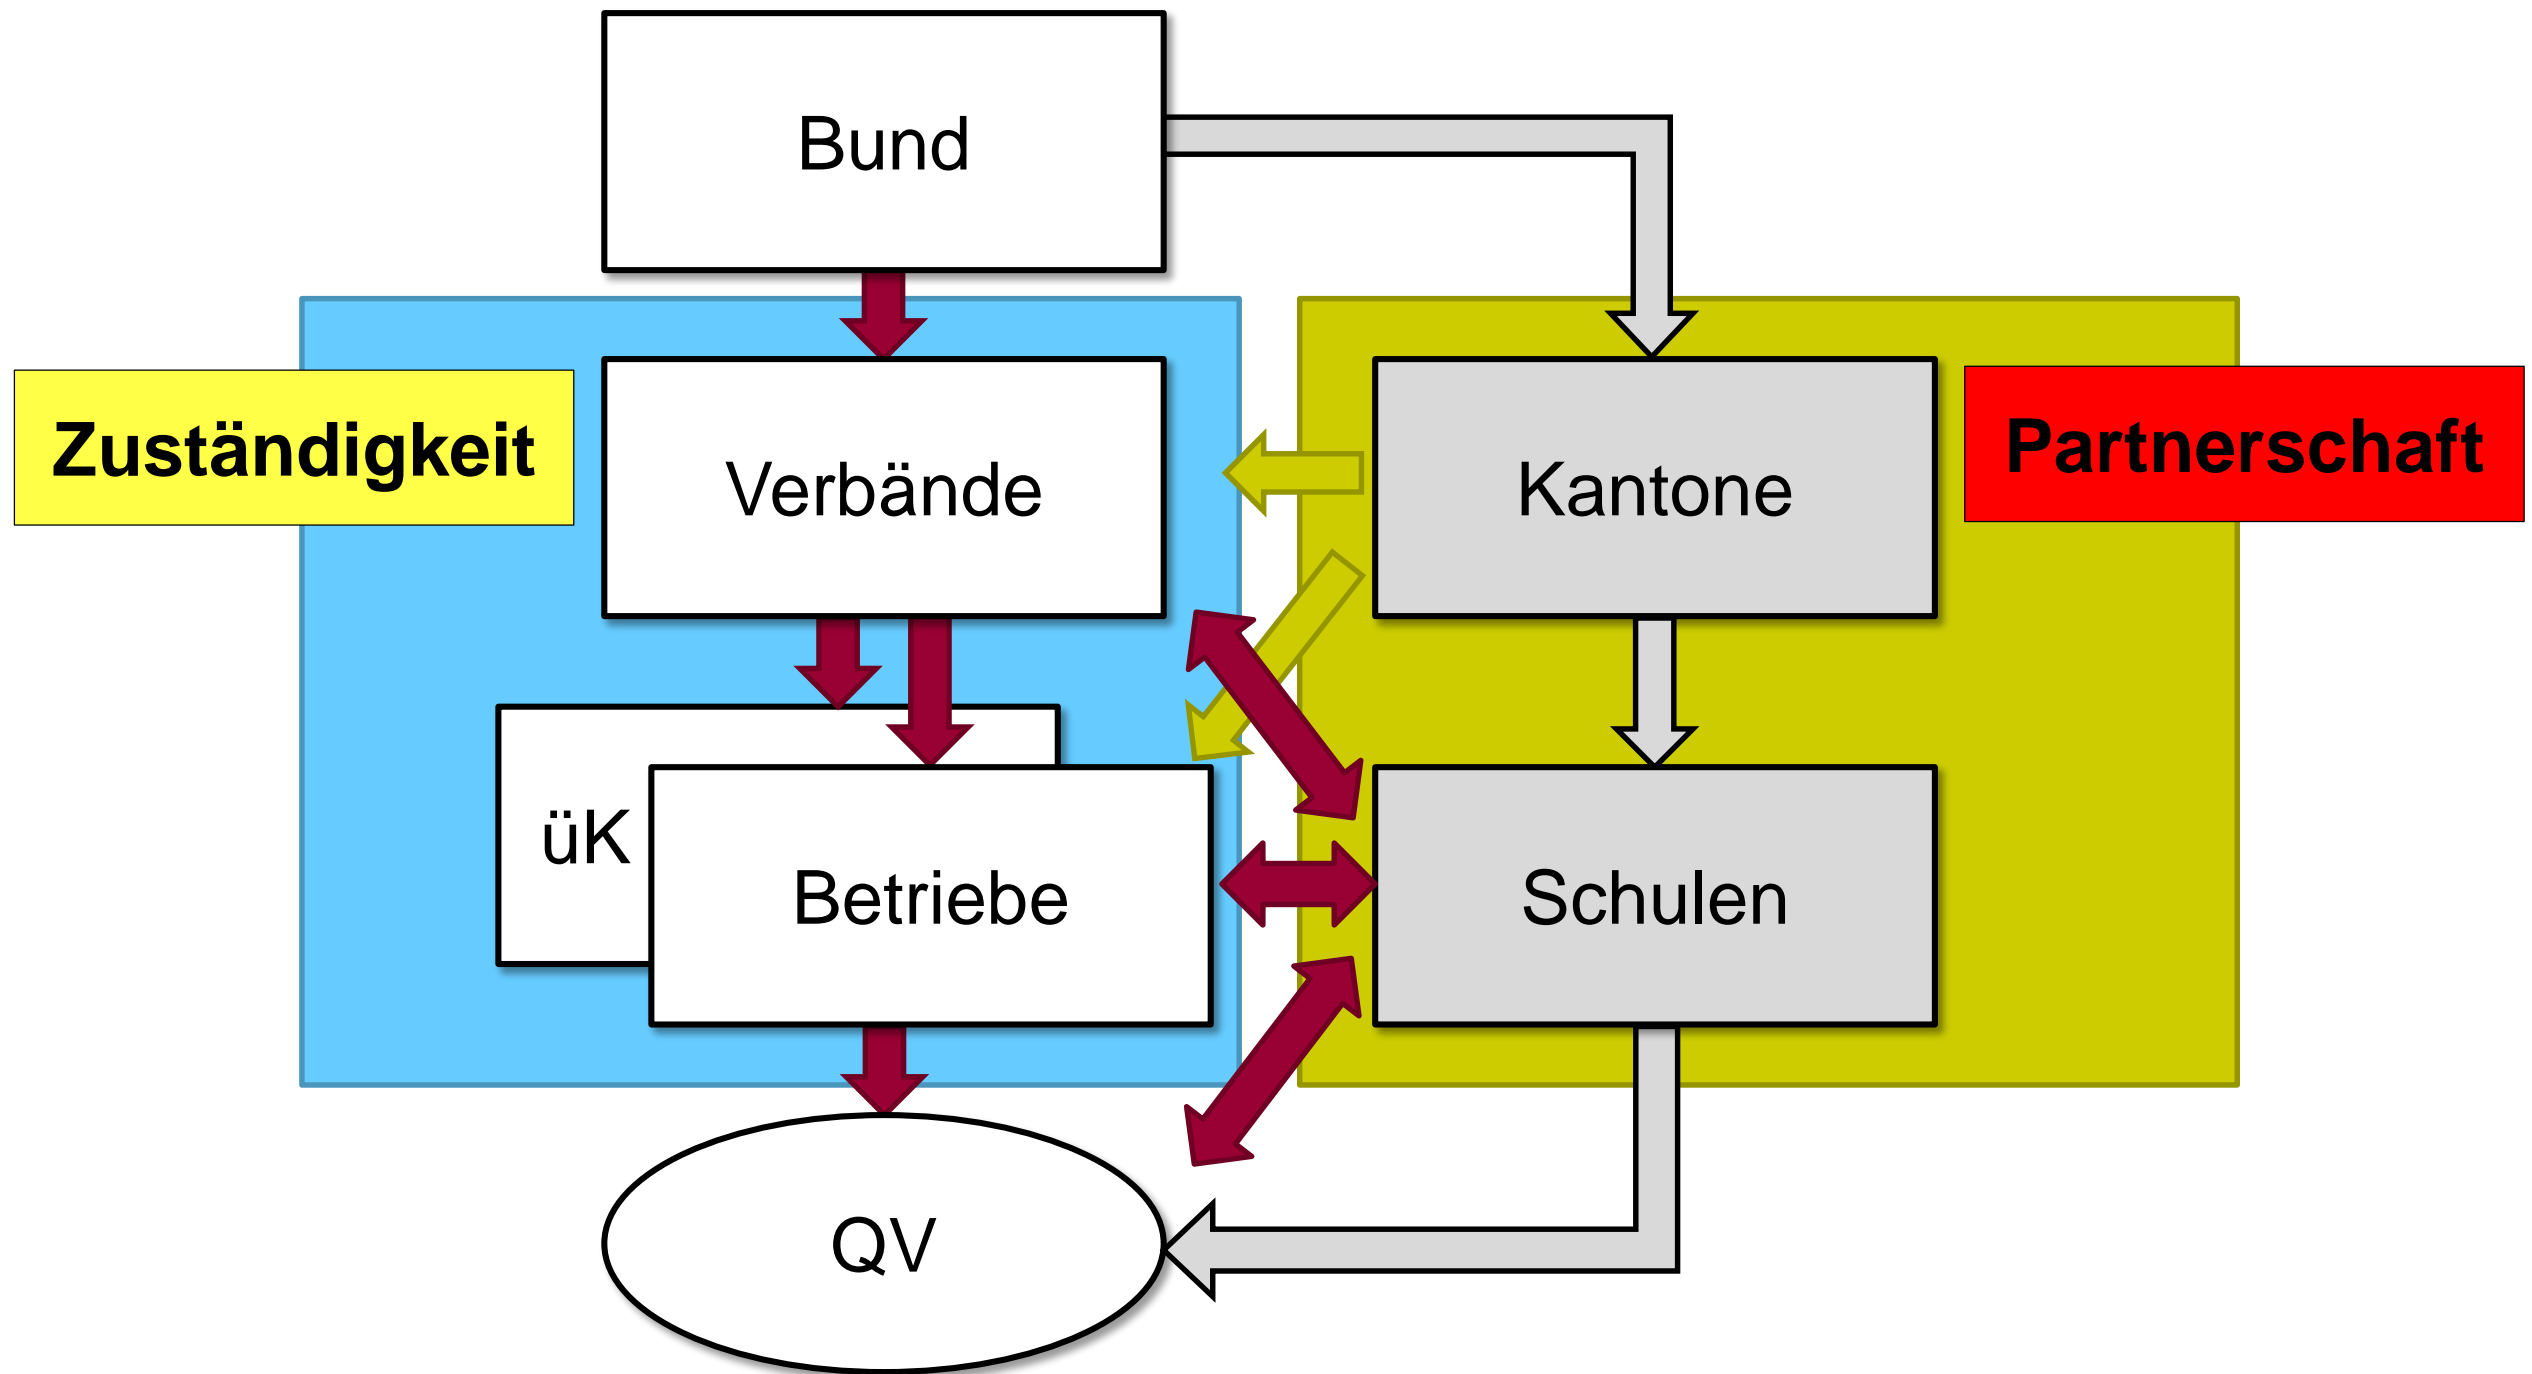 Bund
Zuständigkeit
Verbände
Kantone
Partnerschaft
üK
Betriebe
Schulen
QV